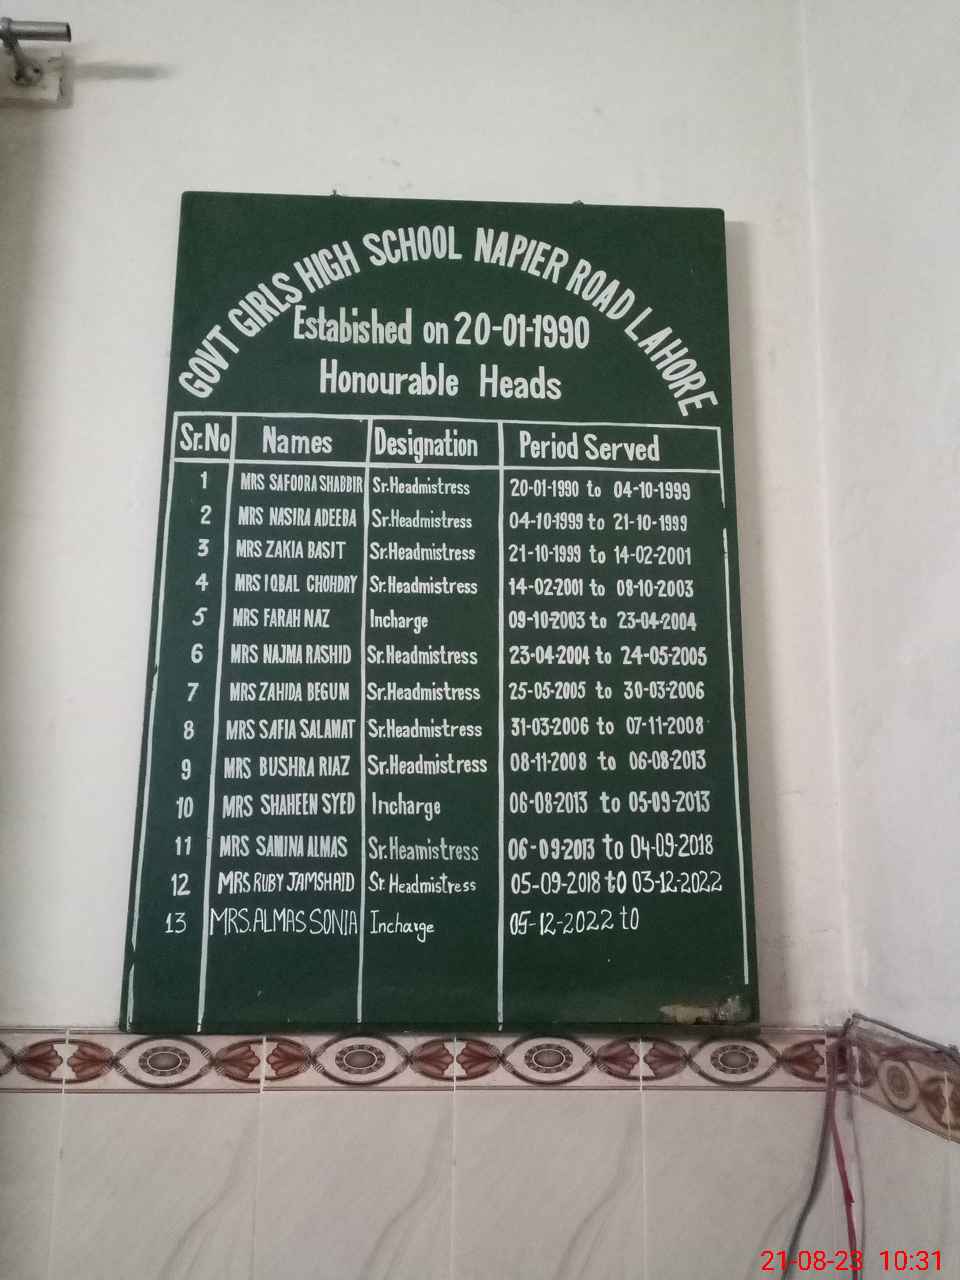 GOVT GIRLS HIGH SCHOOL NAPIER ROAD LAHORE
Estabished on 20-01-1990
Honourable Heads
Sr.No Names Designation Period Served
1 MRS SAFOORA SHABBIR Sr.Headmistress 20-01-1990 to 04-10-1999
2 MRS NASIRA ADEEBA Sr.Headmistress 04-10-1999 to 21-10-1999
3 MRS ZAKIA BASIT Sr.Headmistress 21-10-1999 to 14-02-2001
4 MRS IQBAL CHOHDRY Sr.Headmistress 14-02-2001 to 08-10-2003
5 MRS FARAH NAZ Incharge 09-10-2003 to 23-04-2004
6 MRS NAJMA RASHID Sr.Headmistress 23-04-2004 to 24-05-2005
7 MRS ZAHIDA BEGUM Sr.Headmistress 25-05-2005 to 30-03-2006
8 MRS SAFIA SALAMAT Sr.Headmistress 31-03-2006 to 07-11-2008
9 MRS BUSHRA RIAZ Sr.Headmistress 08-11-2008 to 06-08-2013
10 MRS SHAHEEN SYED Incharge 06-08-2013 to 05-09-2013
11 MRS SAMINA ALMAS Sr.Heamistress 06-09-2013 to 04-09-2018
12 MRS RUBY JAMSHAID Sr Headmistress 05-09-2018 to 03-12-2022
13 MRS.ALMAS SONIA Incharge 05-12-2022 to
21-08-23 10:31